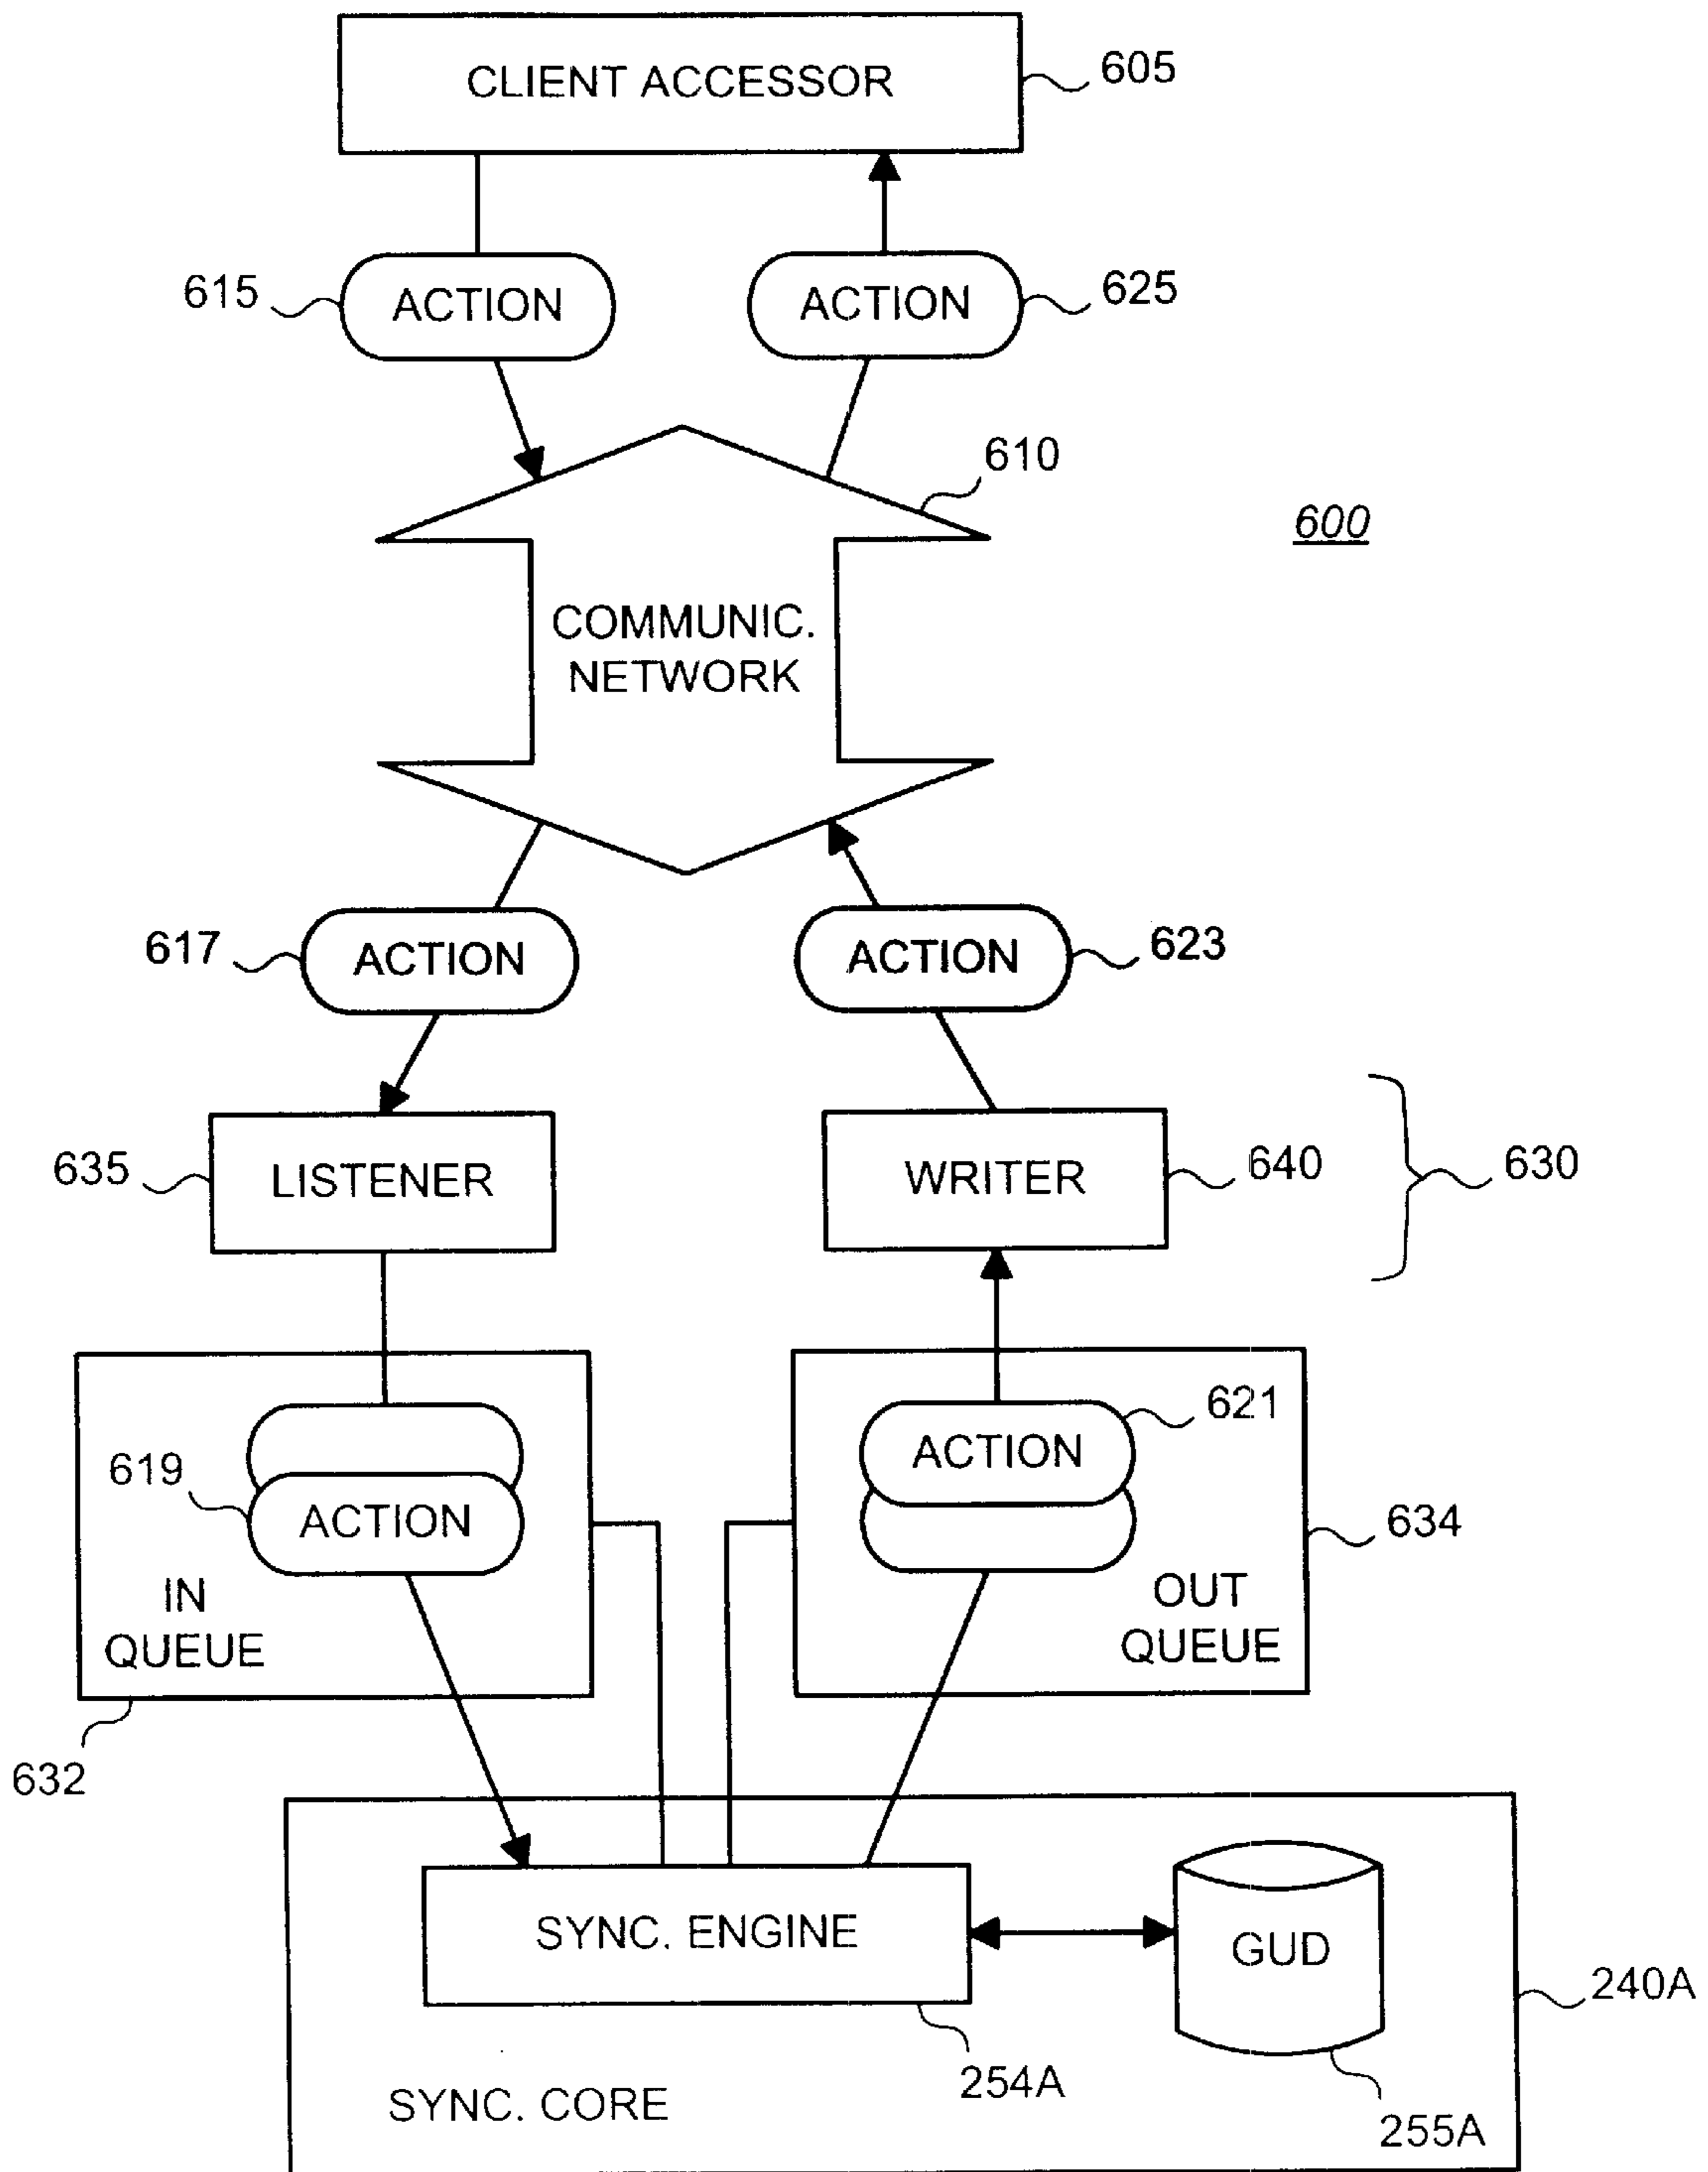 CLIENT ACCESSOR
605
615
ACTION
ACTION
625
610
600
COMMUNIC.
NETWORK
617
ACTION
ACTION
623
635
LISTENER
WRITER
640
630
621
ACTION
619
ACTION
634
IN
QUEUE
OUT
QUEUE
632
SYNC. ENGINE
GUD
240A
254A
SYNC. CORE
255A